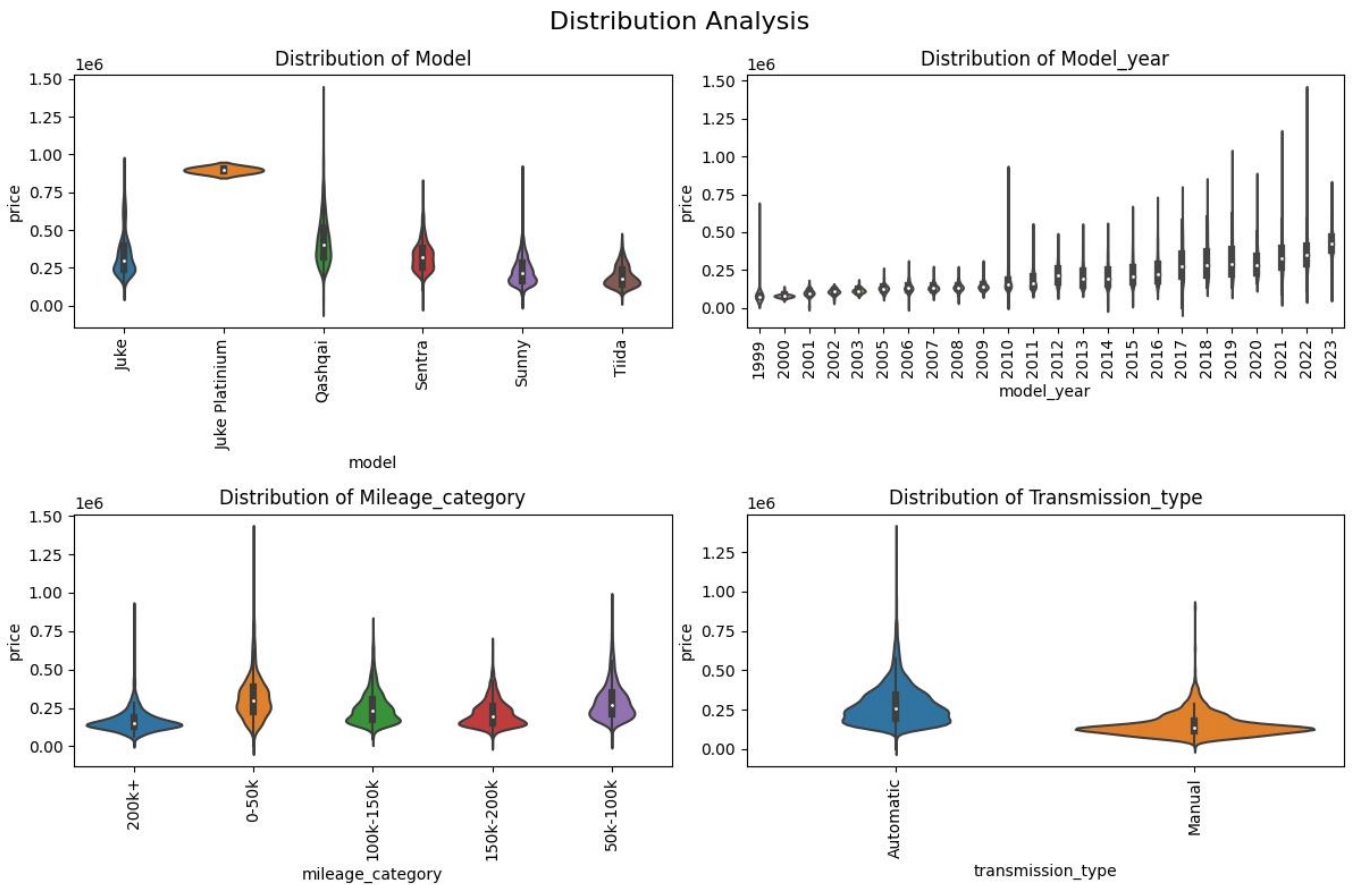 Distribution Analysis
Distribution of Model
1e6
1.50
1.25
1.00
0.75
0.50
0.25
0.00
price
Juke
Juke Platinium
Qashqai
Sentra
Sunny
Tiida
model
Distribution of Model_year
1e6
1.50
1.25
1.00
0.75
0.50
0.25
0.00
price
1999
2000
2001
2002
2003
2005
2006
2007
2008
2009
2010
2011
2012
2013
2014
2015
2016
2017
2018
2019
2020
2021
2022
2023
model_year
Distribution of Mileage_category
1e6
1.50
1.25
1.00
0.75
0.50
0.25
0.00
price
200k+
0-50k
100k-150k
150k-200k
50k-100k
mileage_category
Distribution of Transmission_type
1e6
1.25
1.00
0.75
0.50
0.25
0.00
price
Automatic
Manual
transmission_type